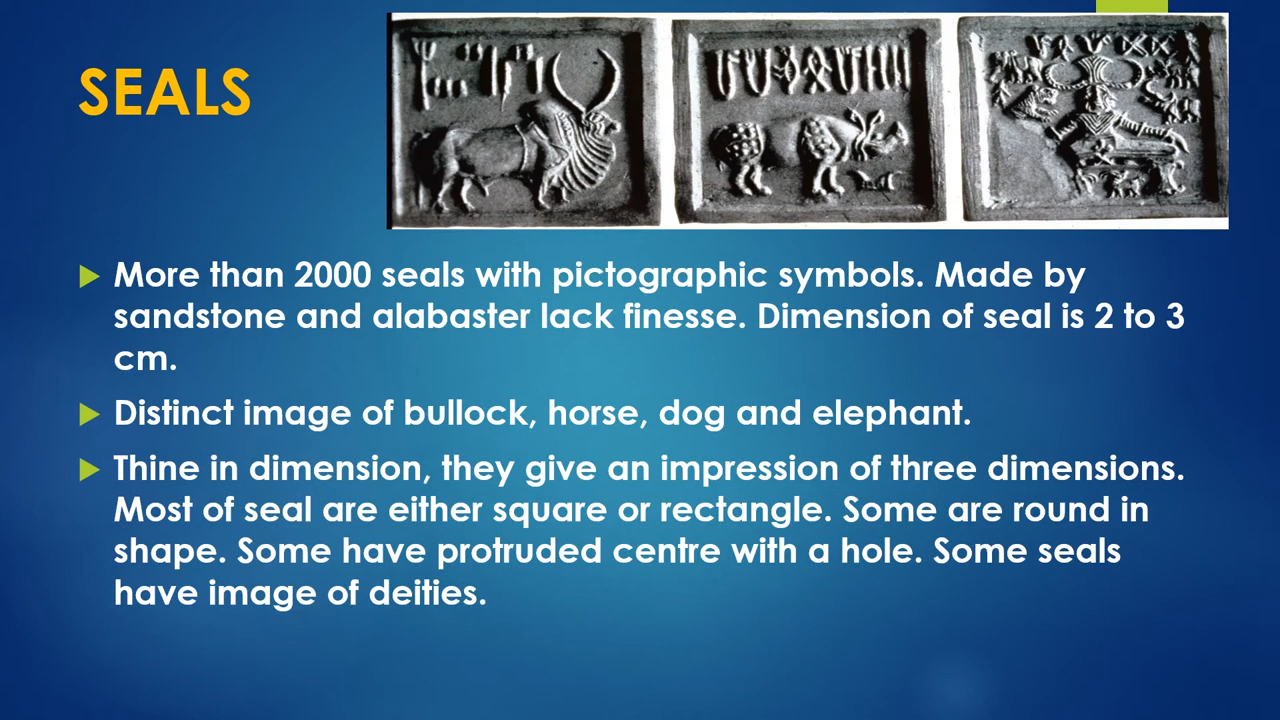 SEALS
More than 2000 seals with pictographic symbols. Made by
sandstone and alabaster lack finesse. Dimension of seal is 2 to 3
cm.
Distinct image of bullock, horse, dog and elephant.
Thine in dimension, they give an impression of three dimensions.
Most of seal are either square or rectangle. Some are round in
shape. Some have protruded centre with a hole. Some seals
have image of deities.